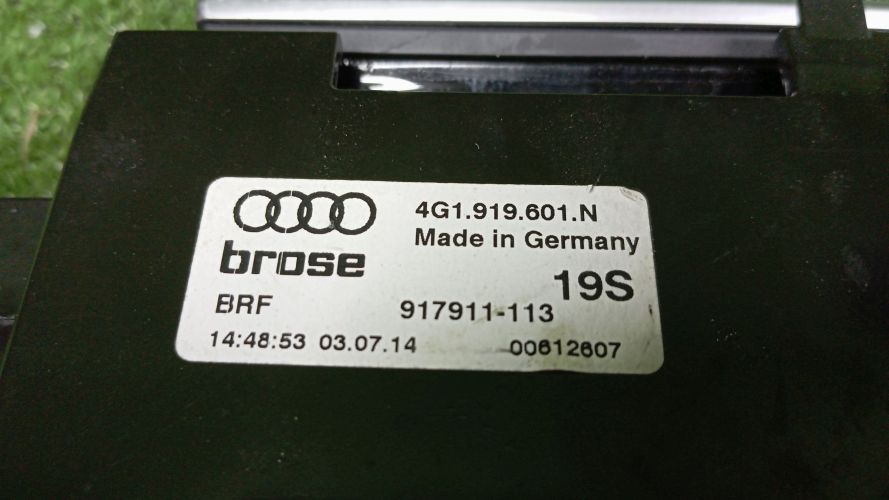 4G1.919.601.N
Made in Germany
brose
19S
BRF 917911-113
14:48:53 03.07.14 00612607